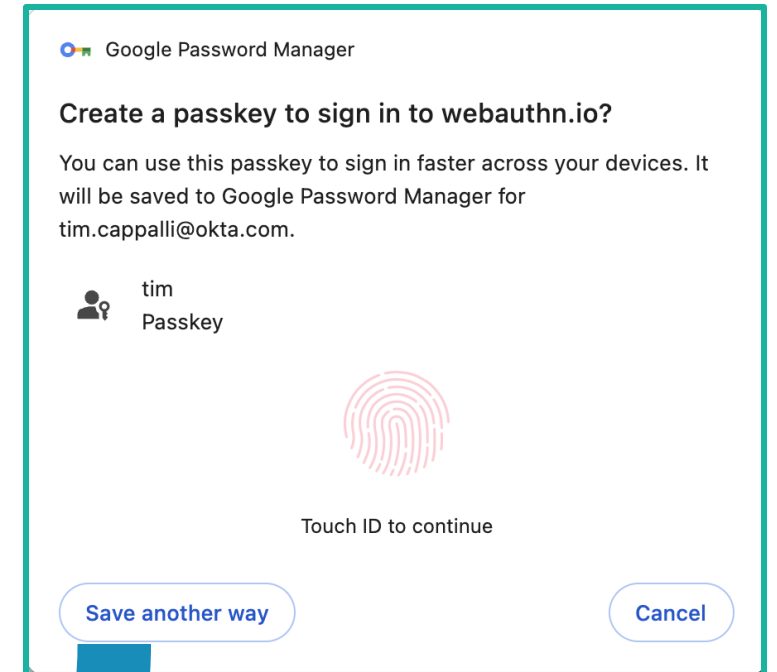 Google Password Manager
Create a passkey to sign in to webauthn.io?
You can use this passkey to sign in faster across your devices. It
will be saved to Google Password Manager for
tim.cappalli@okta.com.
tim
Passkey
Touch ID to continue
Save another way
Cancel